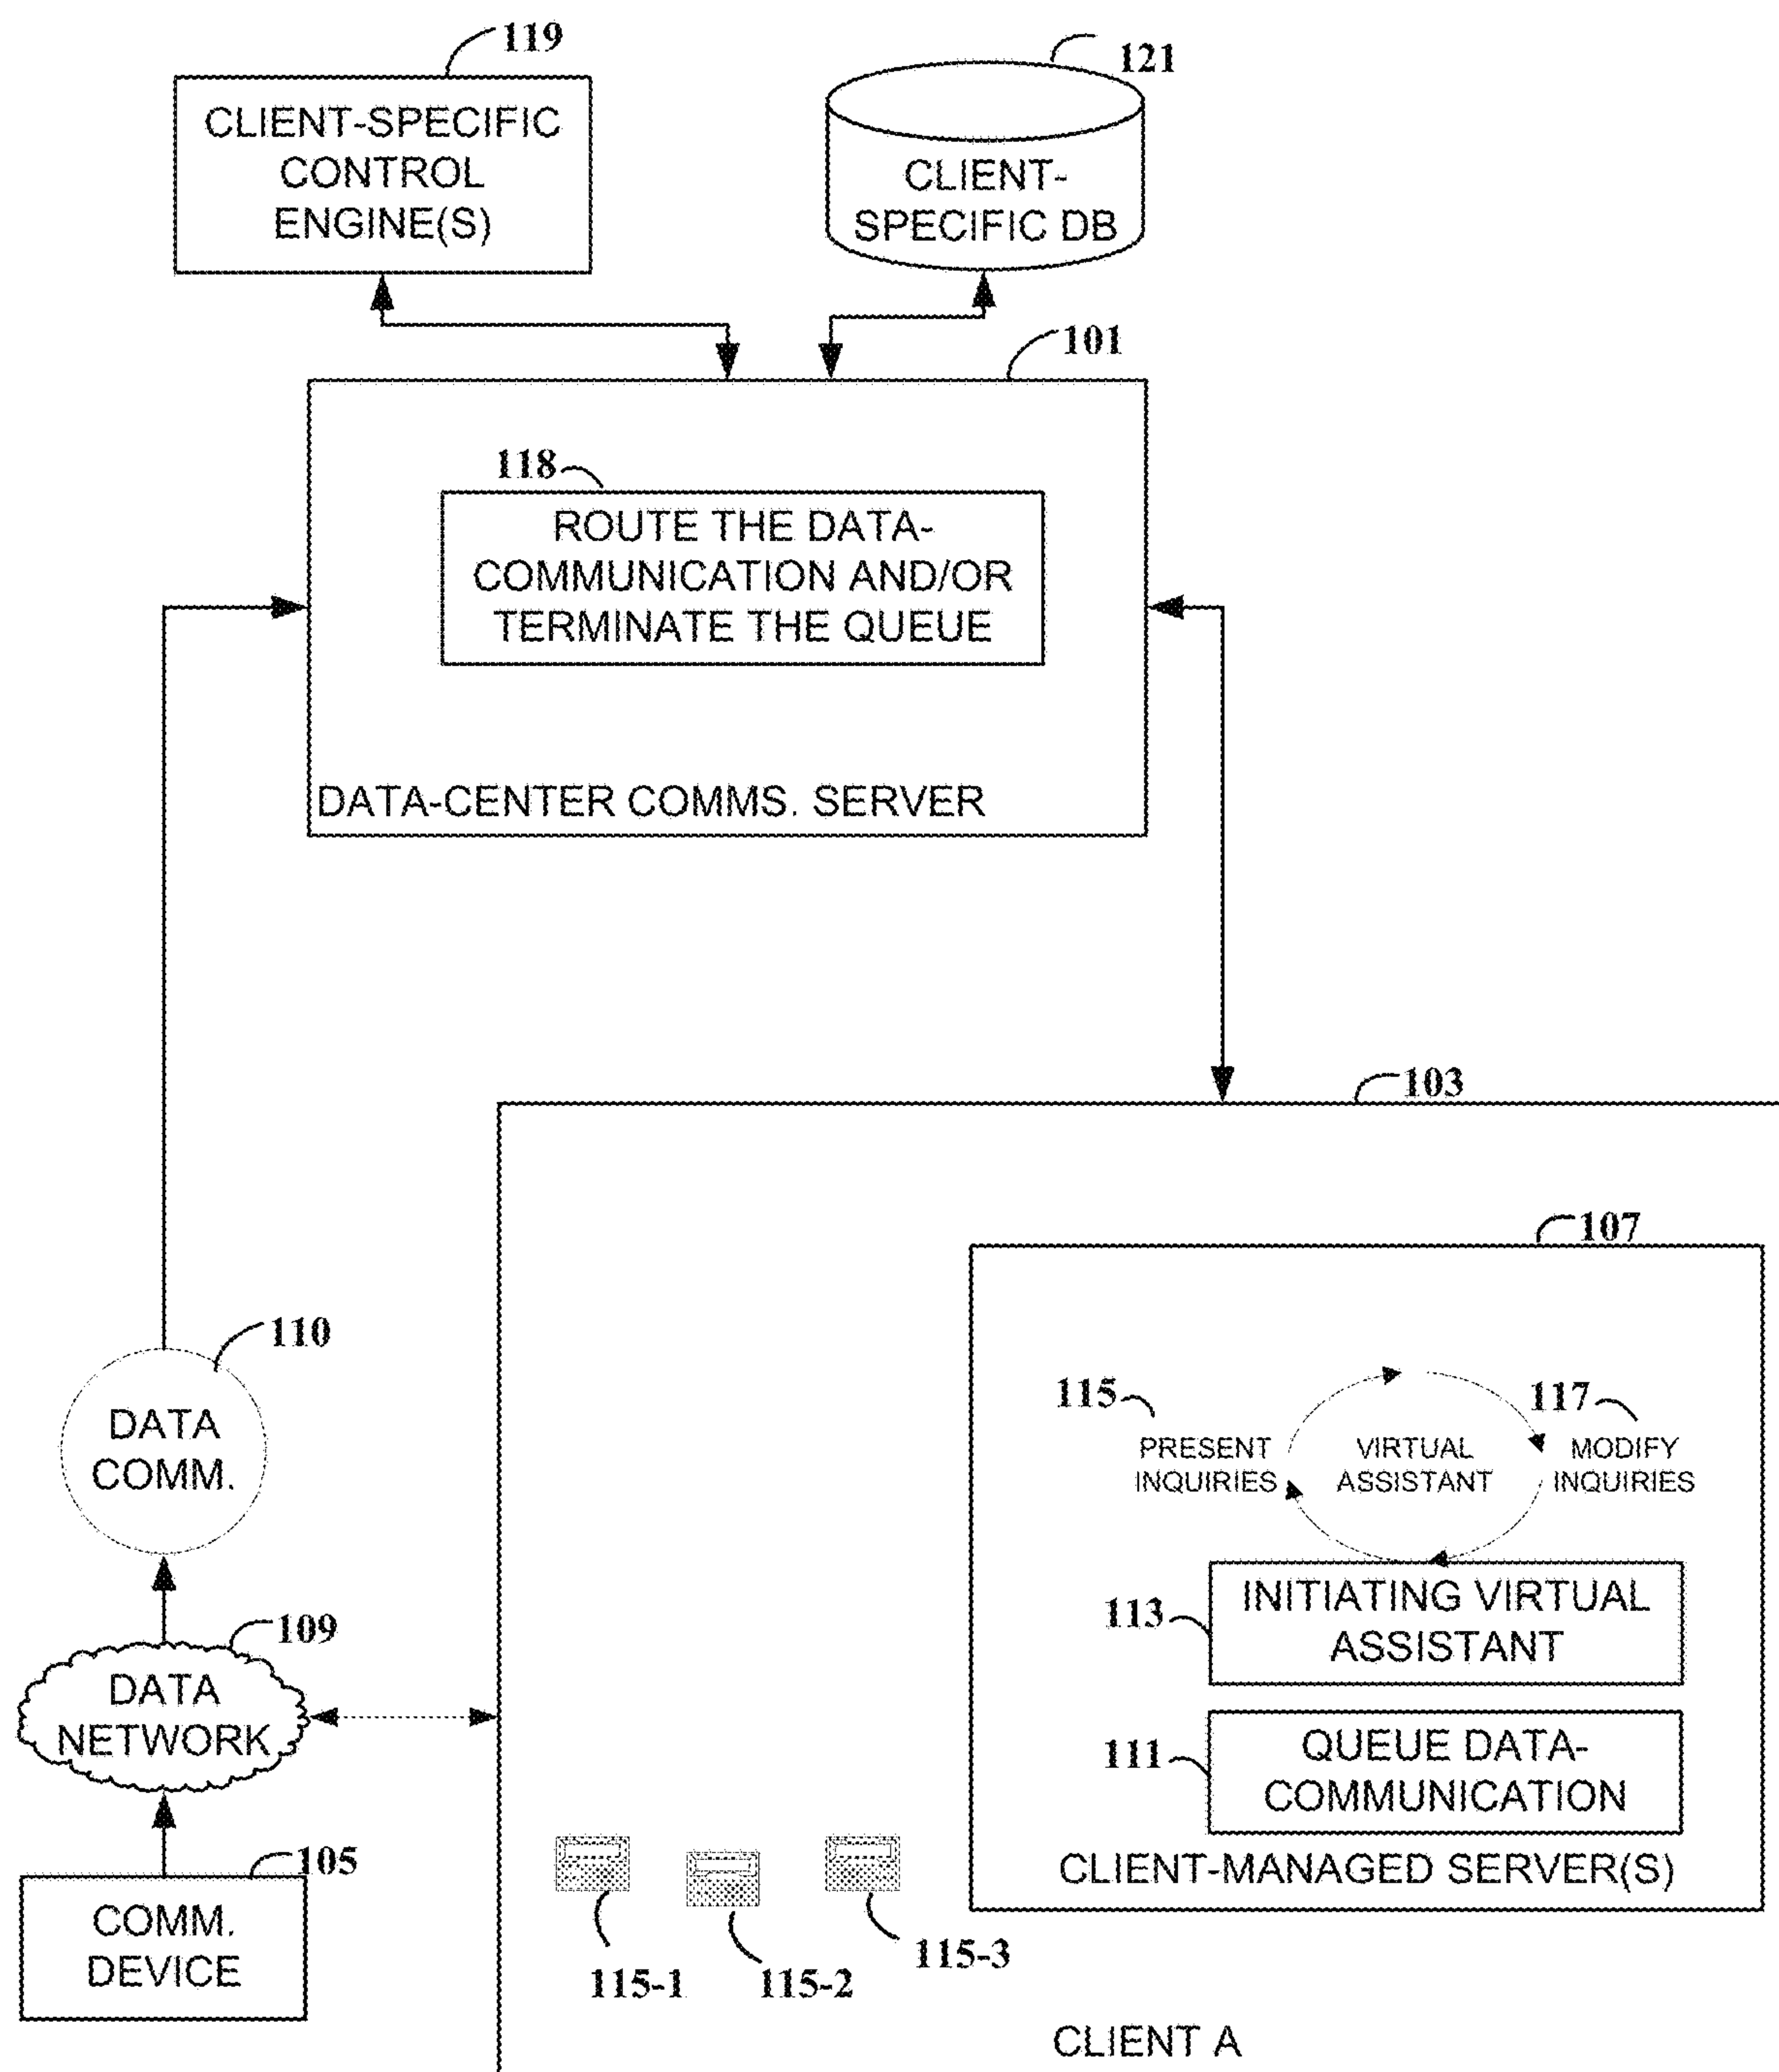 119
CLIENT-SPECIFIC
CONTROL
ENGINE(S)
121
CLIENT-
SPECIFIC DB
101
118
ROUTE THE DATA-
COMMUNICATION AND/OR
TERMINATE THE QUEUE
DATA-CENTER COMMS. SERVER
103
107
110
DATA
COMM.
115
PRESENT
INQUIRIES
VIRTUAL
ASSISTANT
117
MODIFY
INQUIRIES
113
INITIATING VIRTUAL
ASSISTANT
109
DATA
NETWORK
111
QUEUE DATA-
COMMUNICATION
CLIENT-MANAGED SERVER(S)
105
COMM.
DEVICE
115-1
115-2
115-3
CLIENT A